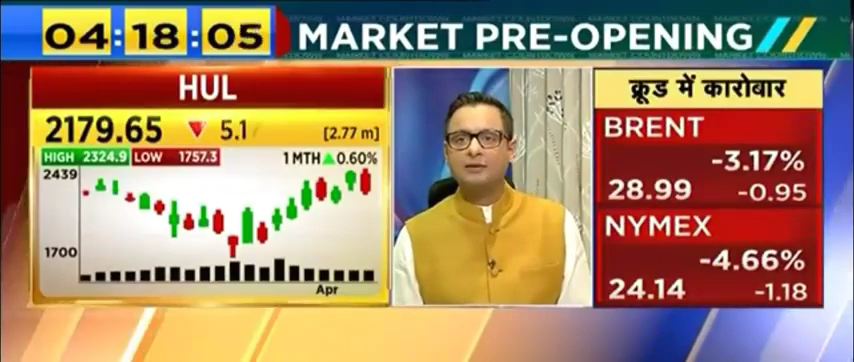 04:18:05
MARKET PRE-OPENING
HUL
2179.65 ▼ 5.1 [2.77 m]
HIGH 2324.9 LOW 1757.3 1 MTH▲0.60%
2439
1700
Apr
क्रूड में कारोबार
BRENT
-3.17%
28.99 -0.95
NYMEX
-4.66%
24.14 -1.18